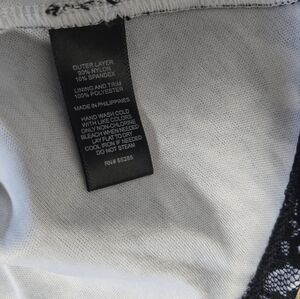 OUTER LAYER
90% NYLON
10% SPANDEX
LINING AND TRIM
100% POLYESTER
MADE IN PHILIPPINES
HAND WASH COLD
WITH LIKE COLORS
ONLY NON-CHLORINE
BLEACH WHEN NEEDED
LAY FLAT TO DRY
COOL IRON IF NEEDED
DO NOT STEAM
RN# 55285